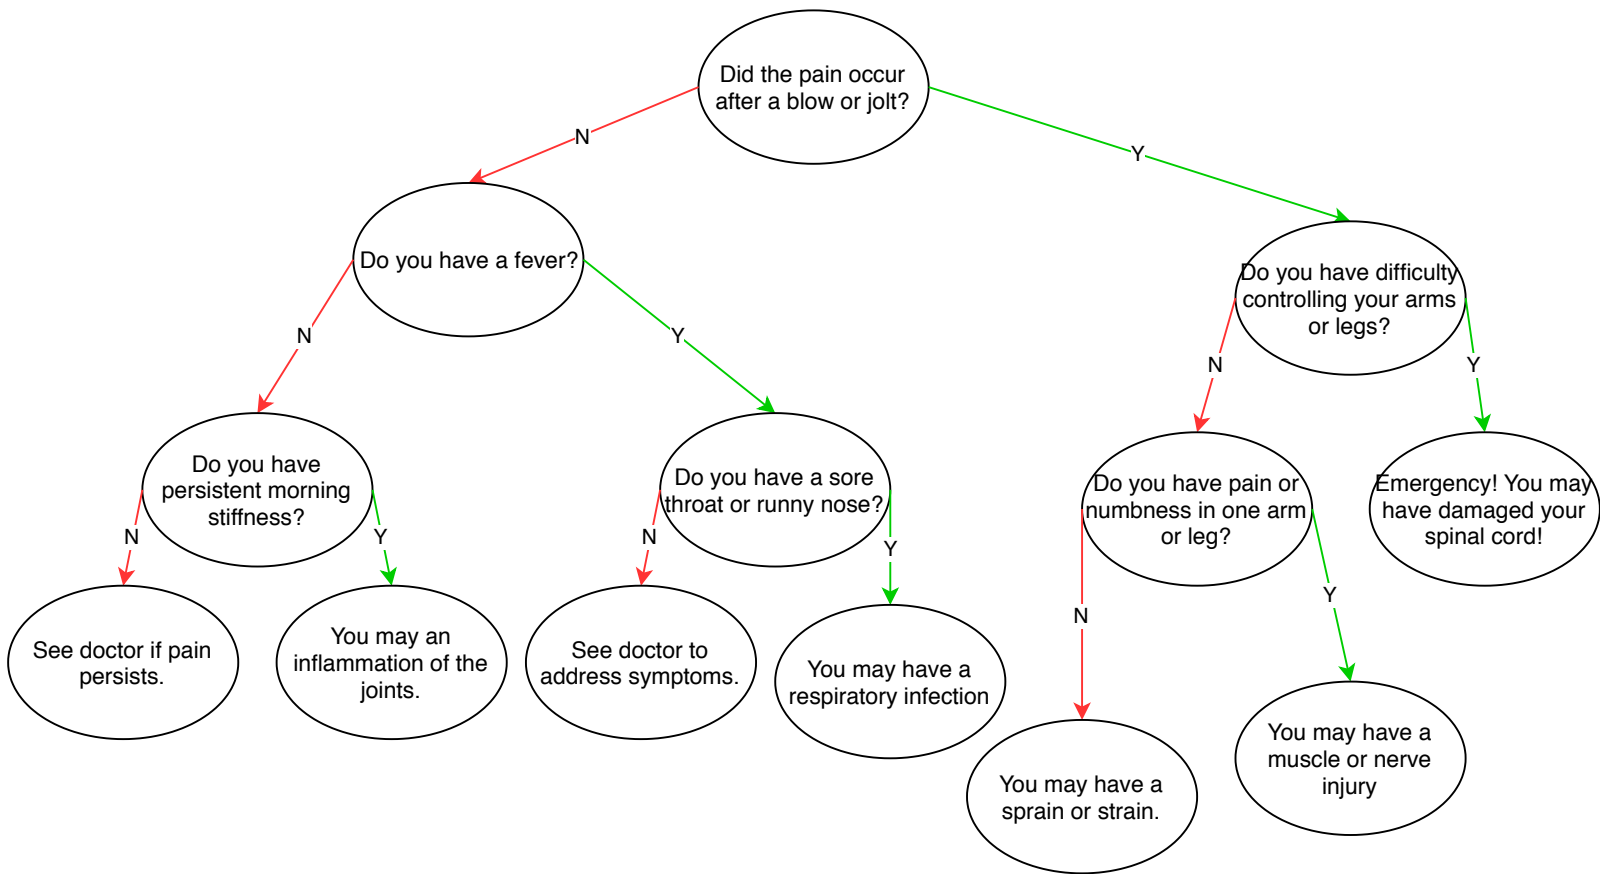 Did the pain occur
after a blow or jolt?
N
Y
Do you have a fever?
Do you have difficulty
controlling your arms
or legs?
N
Y
N
Y
Do you have
persistent morning
stiffness?
Do you have a sore
throat or runny nose?
Do you have pain or
numbness in one arm
or leg?
Emergency! You may
have damaged your
spinal cord!
N
Y
N
Y
N
Y
See doctor if pain
persists.
You may an
inflammation of the
joints.
See doctor to
address symptoms.
You may have a
respiratory infection
You may have a
sprain or strain.
You may have a
muscle or nerve
injury